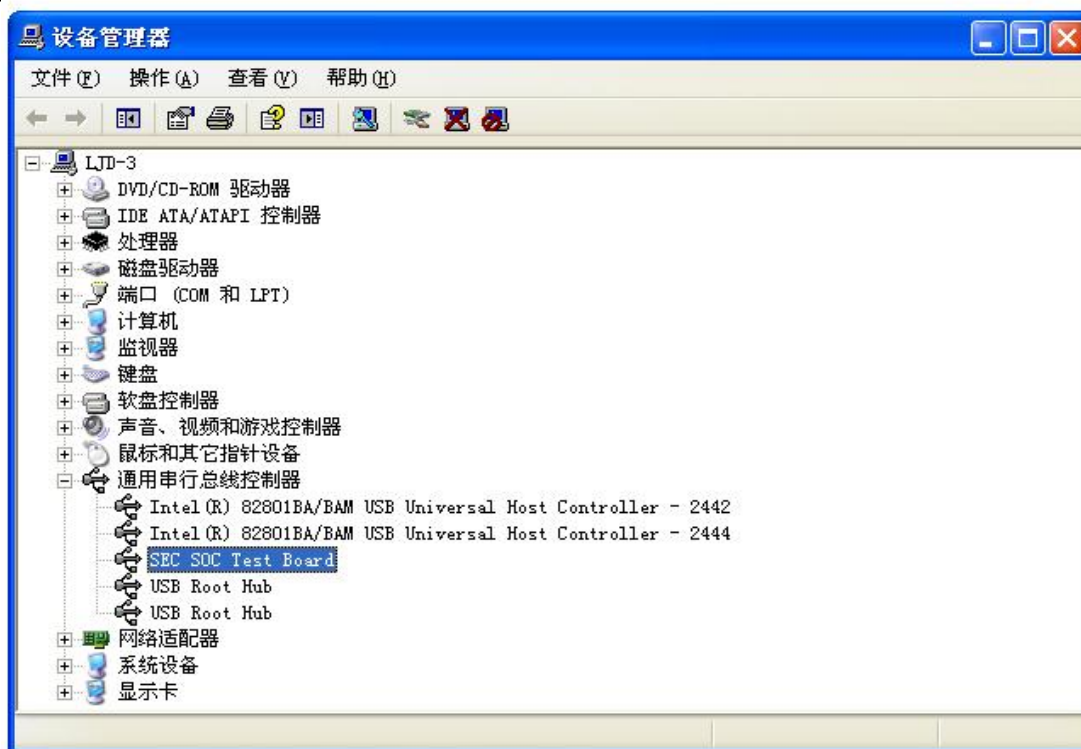 设备管理器
文件(F) 操作(A) 查看(V) 帮助(H)
LJD-3
DVD/CD-ROM 驱动器
IDE ATA/ATAPI 控制器
处理器
磁盘驱动器
端口 (COM 和 LPT)
计算机
监视器
键盘
软盘控制器
声音、视频和游戏控制器
鼠标和其它指针设备
通用串行总线控制器
Intel(R) 82801BA/BAM USB Universal Host Controller - 2442
Intel(R) 82801BA/BAM USB Universal Host Controller - 2444
SEC SOC Test Board
USB Root Hub
USB Root Hub
网络适配器
系统设备
显示卡